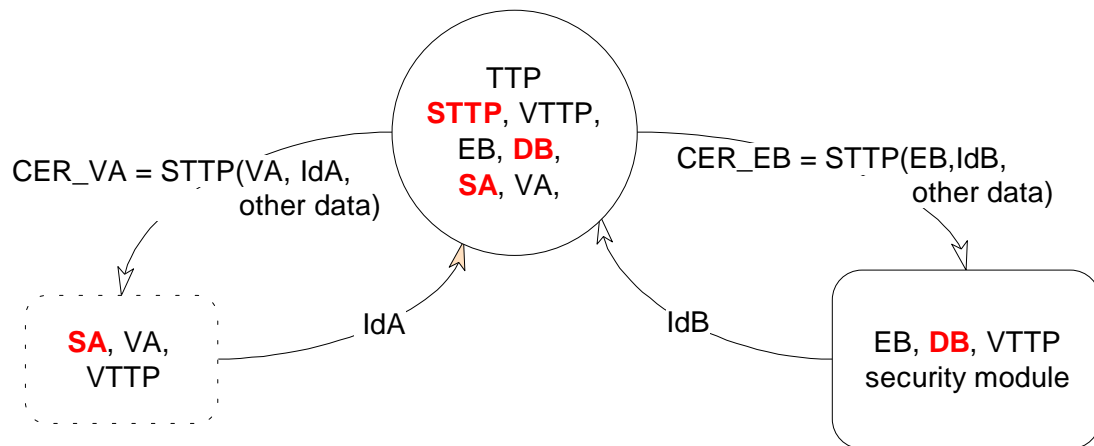 TTP
STTP, VTTP,
EB, DB,
SA, VA,
CER_VA = STTP(VA, IdA,
other data)
CER_EB = STTP(EB,IdB,
other data)
IdA
IdB
SA, VA,
VTTP
EB, DB, VTTP
security module